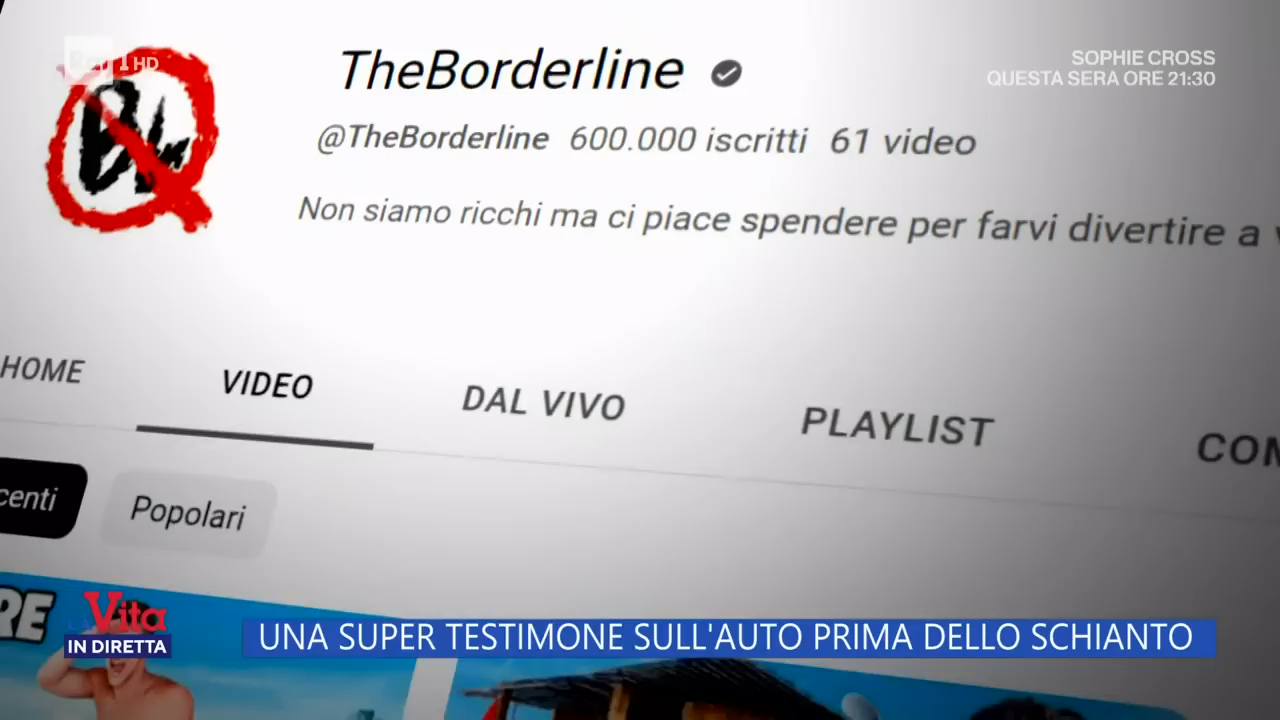 Rai 1 HD
SOPHIE CROSS
QUESTA SERA ORE 21:30
TheBorderline
@TheBorderline 600.000 iscritti 61 video
Non siamo ricchi ma ci piace spendere per farvi divertire a
HOME VIDEO DAL VIVO PLAYLIST COM
centi Popolari
RE
LA Vita
IN DIRETTA
UNA SUPER TESTIMONE SULL'AUTO PRIMA DELLO SCHIANTO